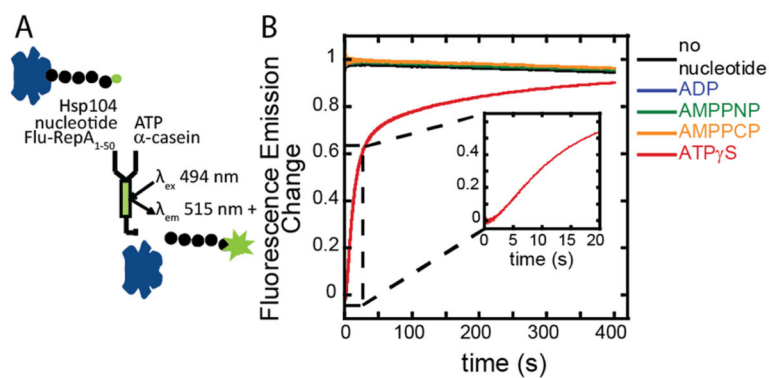 A
Hsp104
nucleotide
Flu-RepA1-50
ATP
α-casein
λex 494 nm
λem 515 nm +
B
Fluorescence Emission
Change
1
0.8
0.6
0.4
0.2
0
0 100 200 300 400
time (s)
0.4
0.2
0
0 5 10 15 20
time (s)
no
nucleotide
ADP
AMPPNP
AMPPCP
ATPγS